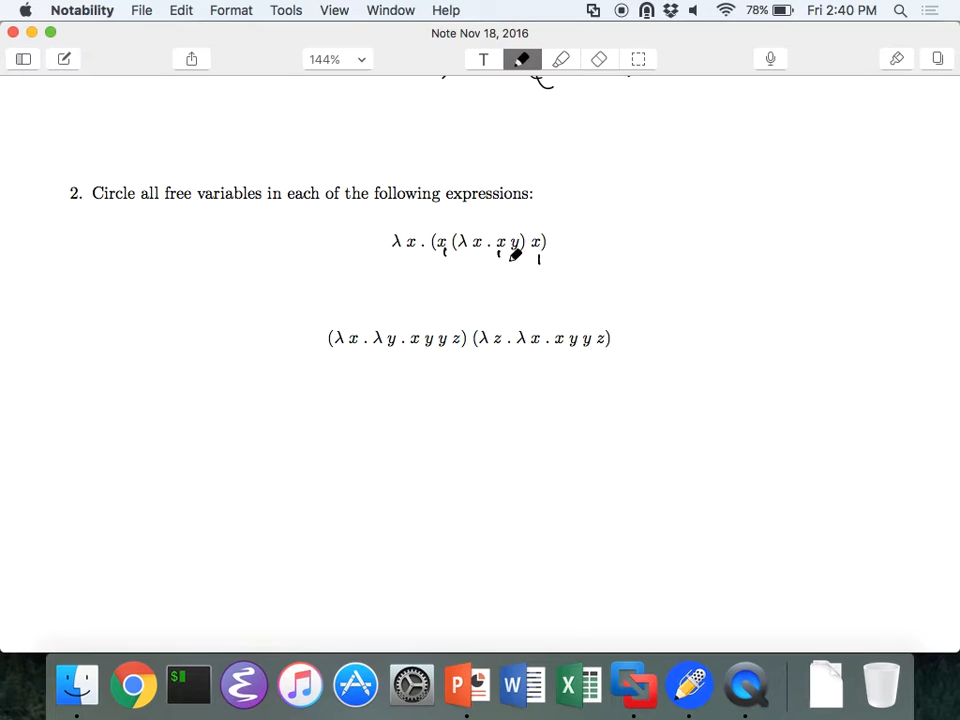 Notability File Edit Format Tools View Window Help 78% Fri 2:40 PM
Note Nov 18, 2016
144% T
2. Circle all free variables in each of the following expressions:
λ x . (x (λ x . x y) x)
(λ x . λ y . x y y z) (λ z . λ x . x y y z)
$ P W X